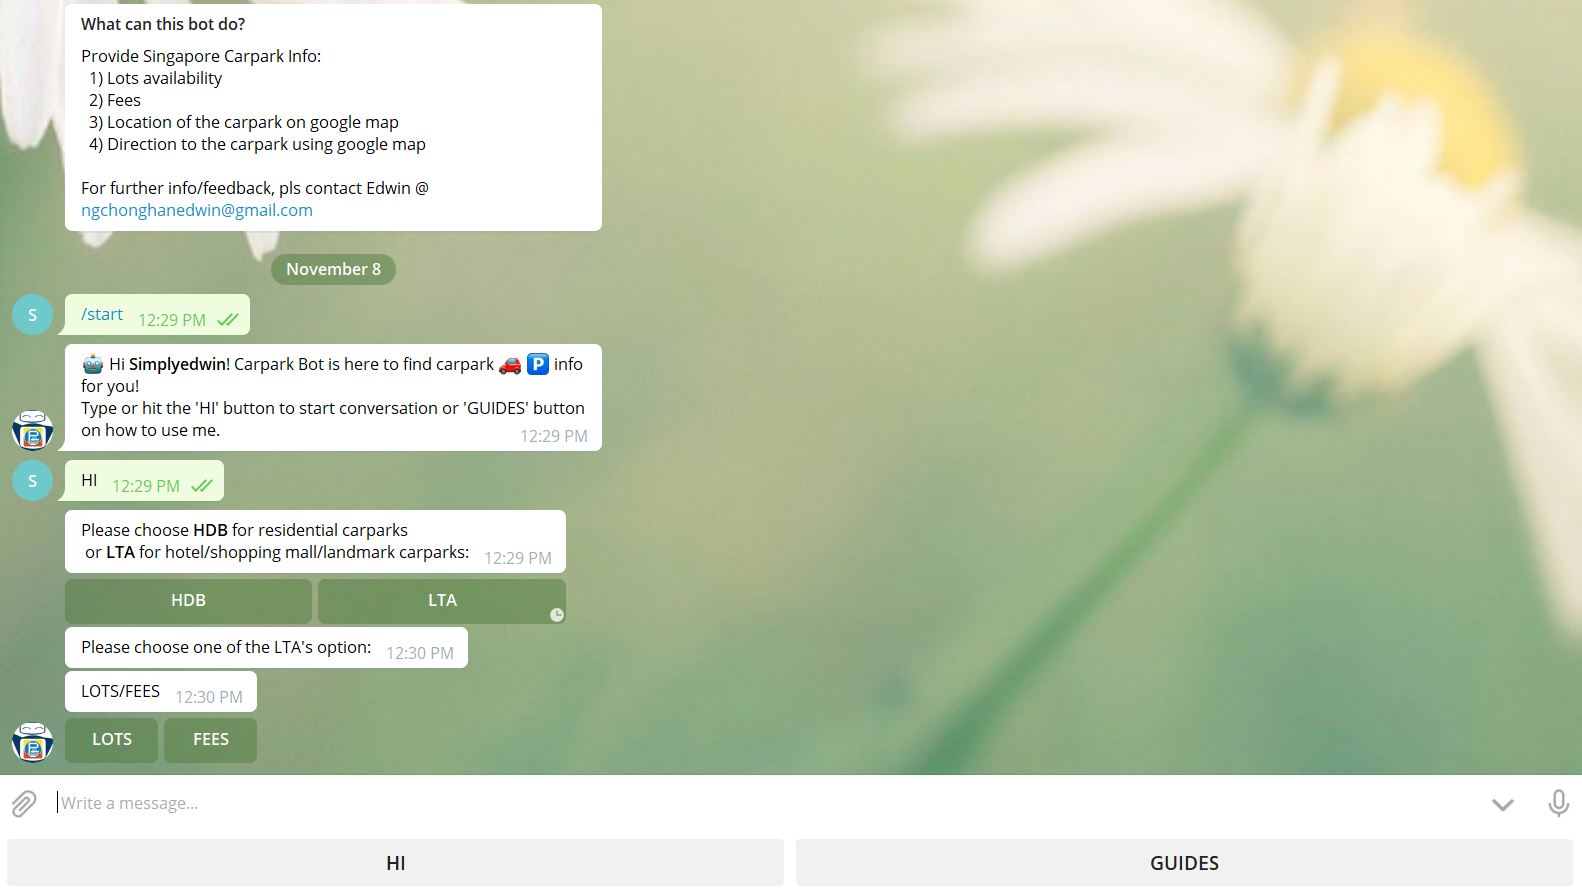 What can this bot do?
Provide Singapore Carpark Info:
1) Lots availability
2) Fees
3) Location of the carpark on google map
4) Direction to the carpark using google map
For further info/feedback, pls contact Edwin @
ngchonghanedwin@gmail.com
November 8
S
/start 12:29 PM
🤖 Hi Simplyedwin! Carpark Bot is here to find carpark 🚗 🅿 info
for you!
Type or hit the 'HI' button to start conversation or 'GUIDES' button
on how to use me. 12:29 PM
S
HI 12:29 PM
Please choose HDB for residential carparks
or LTA for hotel/shopping mall/landmark carparks: 12:29 PM
HDB LTA
Please choose one of the LTA's option: 12:30 PM
LOTS/FEES 12:30 PM
LOTS FEES
Write a message...
HI GUIDES